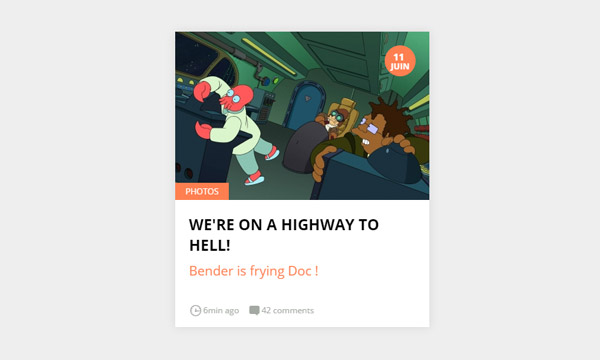 11
JUIN
PHOTOS
WE'RE ON A HIGHWAY TO
HELL!
Bender is frying Doc !
6min ago 42 comments